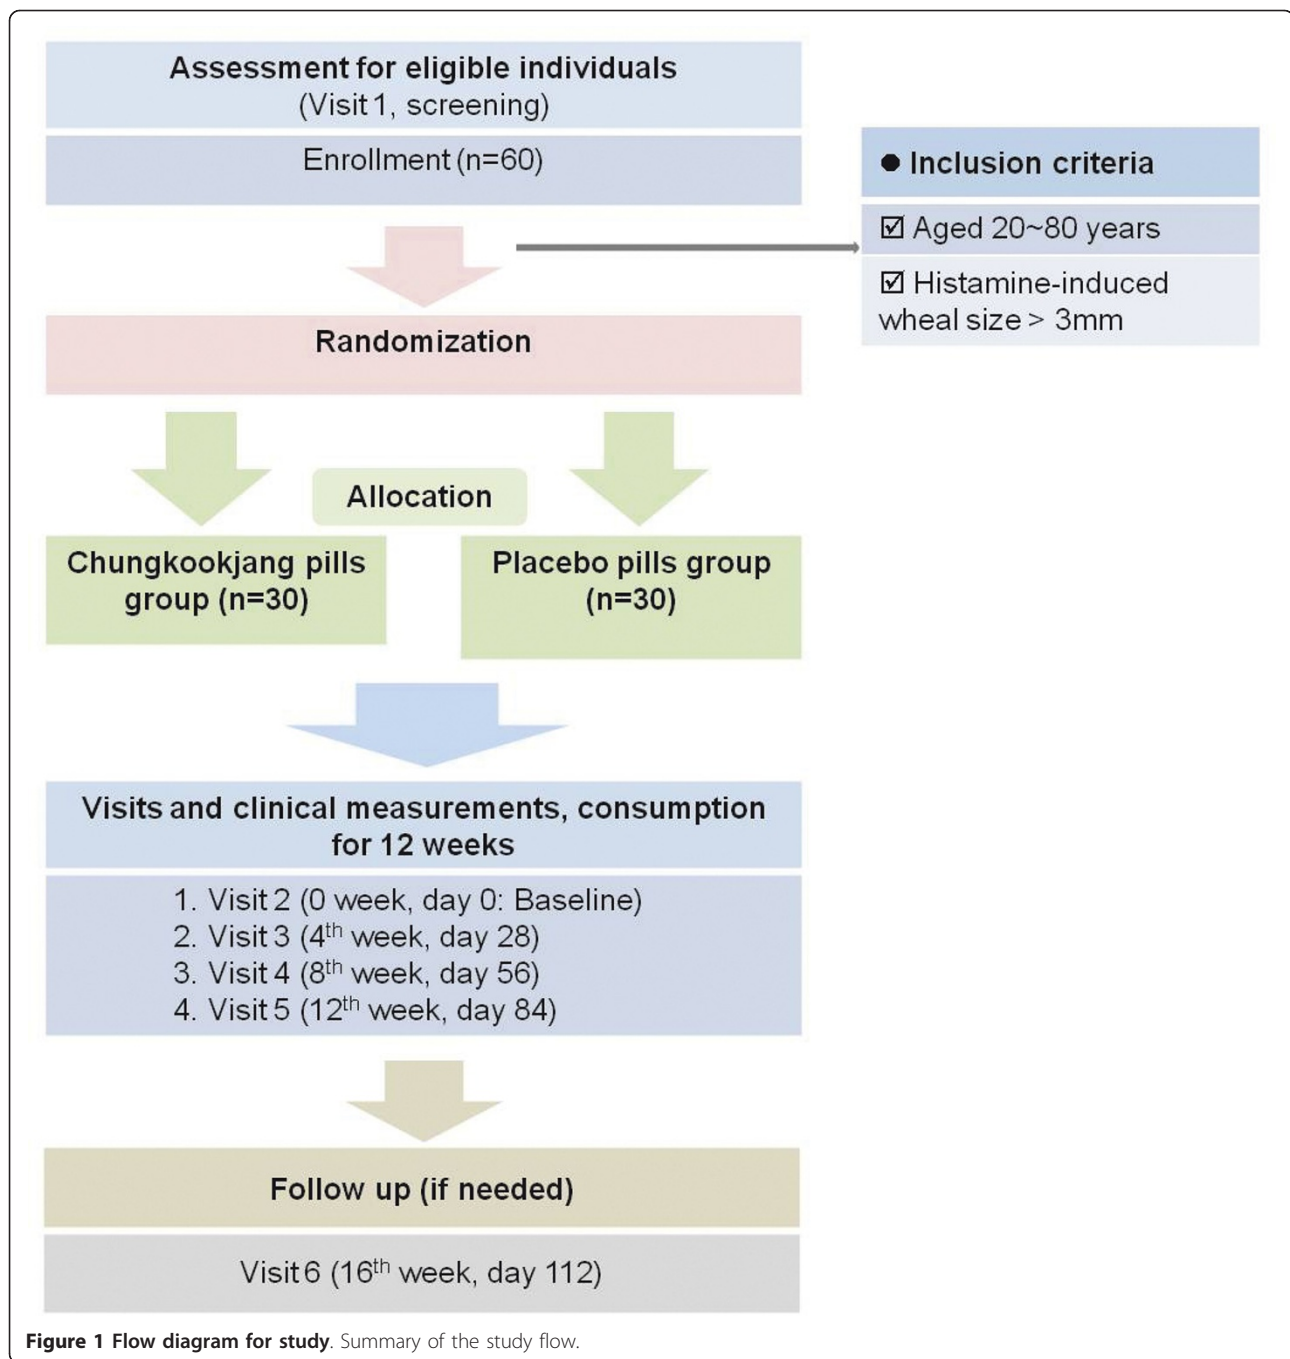 Assessment for eligible individuals
(Visit 1, screening)
Enrollment (n=60)
● Inclusion criteria
☑ Aged 20~80 years
☑ Histamine-induced
wheal size > 3mm
Randomization
Allocation
Chungkookjang pills
group (n=30)
Placebo pills group
(n=30)
Visits and clinical measurements, consumption
for 12 weeks
1. Visit 2 (0 week, day 0: Baseline)
2. Visit 3 (4th week, day 28)
3. Visit 4 (8th week, day 56)
4. Visit 5 (12th week, day 84)
Follow up (if needed)
Visit 6 (16th week, day 112)
Figure 1 Flow diagram for study. Summary of the study flow.